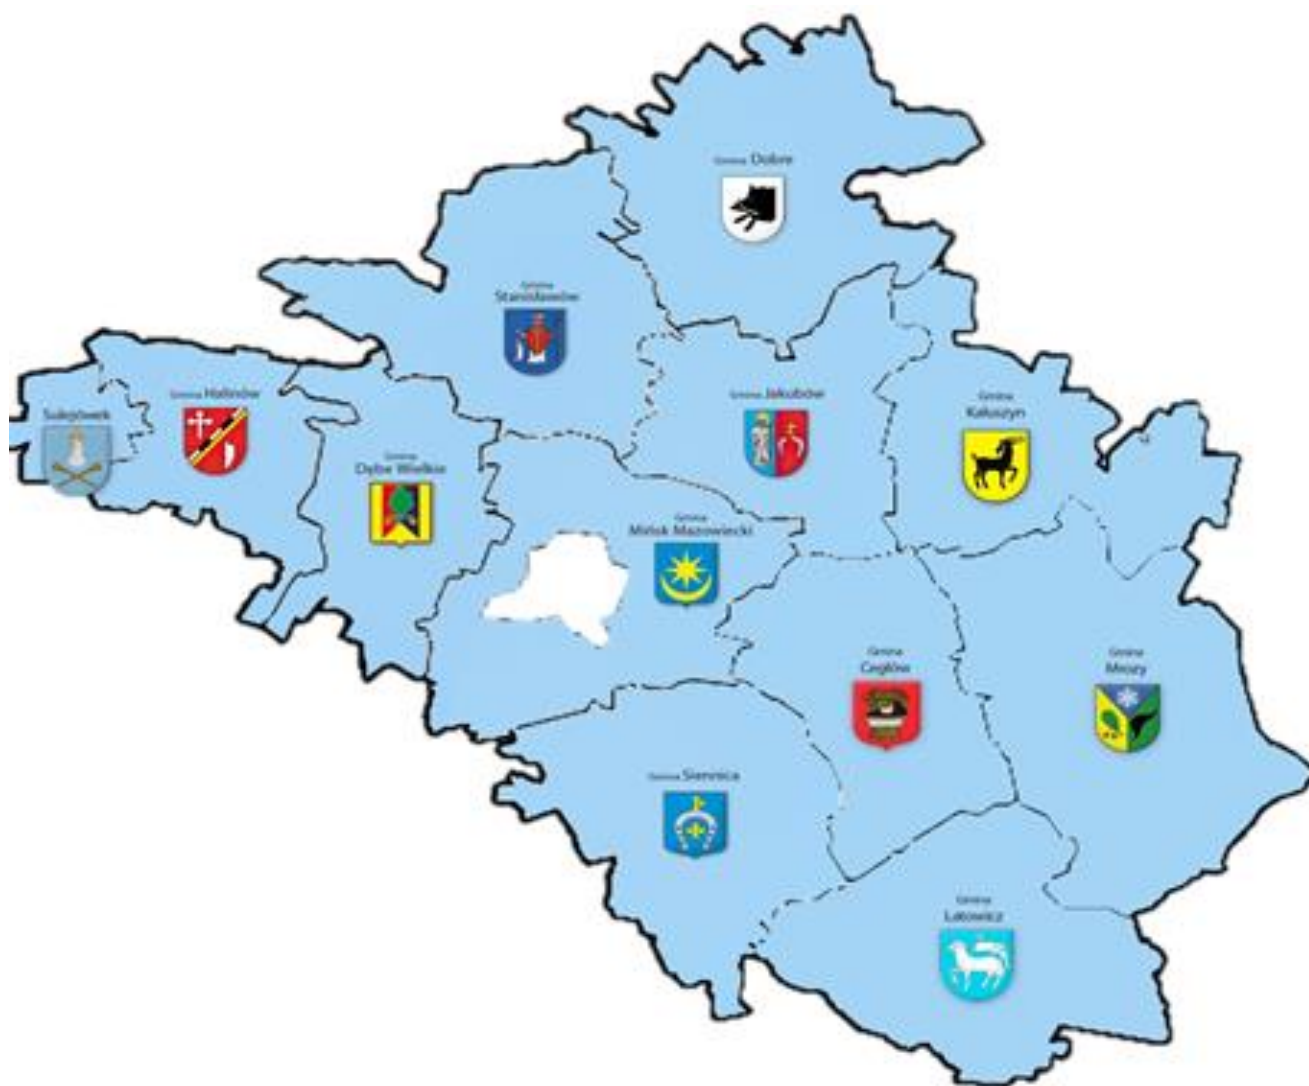 Gmina Dobre
Gmina
Stanisławów
Gmina Halinów
Sulejówek
Gmina Jakubów
Gmina
Kałuszyn
Gmina
Dębe Wielkie
Gmina
Mińsk Mazowiecki
Gmina
Cegłów
Gmina
Mrozy
Gmina Siennica
Gmina
Latowicz